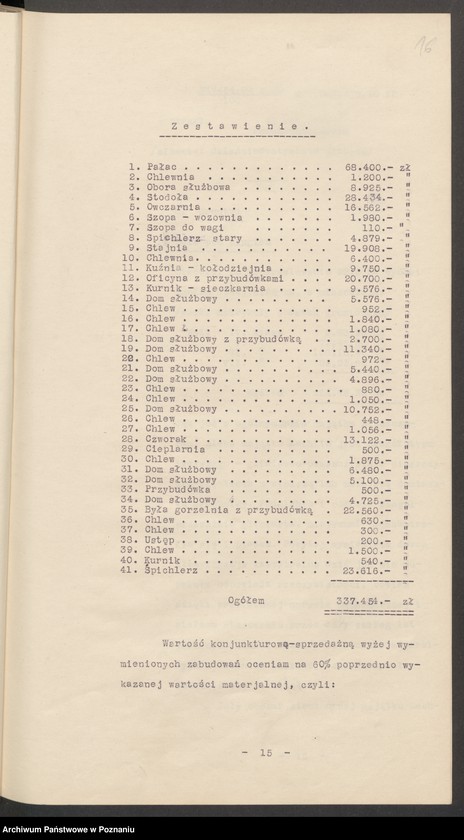 16
Zestawienie.
1. Pałac . . . . . . . . . . . . . 68.400.- zł
2. Chlewnia . . . . . . . . . . . 1.200.- "
3. Obora służbowa . . . . . . . . 8.925.- "
4. Stodoła . . . . . . . . . . . . 28.434.- "
5. Owczarnia . . . . . . . . . . . 16.562.- "
6. Szopa - wozownia . . . . . . . 1.980.- "
7. Szopa do wagi . . . . . . . 110.- "
8. Spichlerz stary . . . . . . . 4.879.- "
9. Stajnia . . . . . . . . . . . 19.908.- "
10. Chlewnia. . . . . . . . . . . . 6.400.- "
11. Kuźnia - kołodziejnia . . . . 9.750.- "
12. Oficyna z przybudówkami . . . . 20.700.- "
13. Kurnik - sieczkarnia . . . . . 9.576.- "
14. Dom służbowy . . . . . . . . . 5.576.- "
15. Chlew . . . . . . . . . . . . . 952.- "
16. Chlew . . . . . . . . . . . . . 1.840.- "
17. Chlew . . . . . . . . . . . . . 1.080.- "
18. Dom służbowy z przybudówką . . 2.700.- "
19. Dom służbowy . . . . . . . . . . 11.340.- "
20. Chlew . . . . . . . . . . . . . 972.- "
21. Dom służbowy . . . . . . . . . 5.440.- "
22. Dom służbowy . . . . . . . . . 4.896.- "
23. Chlew . . . . . . . . . . . . . 880.- "
24. Chlew . . . . . . . . . . . . . 1.050.- "
25. Dom służbowy . . . . . . . . . 10.752.- "
26. Chlew . . . . . . . . . . . . . 448.- "
27. Chlew . . . . . . . . . . . . . 1.056.- "
28. Czworak . . . . . . . . . . . . 13.122.- "
29. Cieplarnia . . . . . . . . . 500.- "
30. Chlew . . . . . . . . . . . . . 1.875.- "
31. Dom służbowy . . . . . . . . . 6.480.- "
32. Dom służbowy . . . . . . . . . 5.100.- "
33. Przybudówka . . . . . . . . . 500.- "
34. Dom służbowy . . . . . . . . . 4.725.- "
35. Była gorzelnia z przybudówką . 22.560.- "
36. Chlew . . . . . . . . . . . . . 630.- "
37. Chlew . . . . . . . . . . . . . 300.- "
38. Ustęp . . . . . . . . . . . . . 200.- "
39. Chlew . . . . . . . . . . . . . 1.500.- "
40. Kurnik . . . . . . . . . . . . 540.- "
41. Spichlerz . . . . . . . . . . . 23.616.- "
Ogółem 337.454.- zł
Wartość konjunkturową-sprzedażną wyżej wy-
mienionych zabudowań oceniam na 60% poprzednio wy-
kazanej wartości materjalnej, czyli:
- 15 -
Archiwum Państwowe w Poznaniu